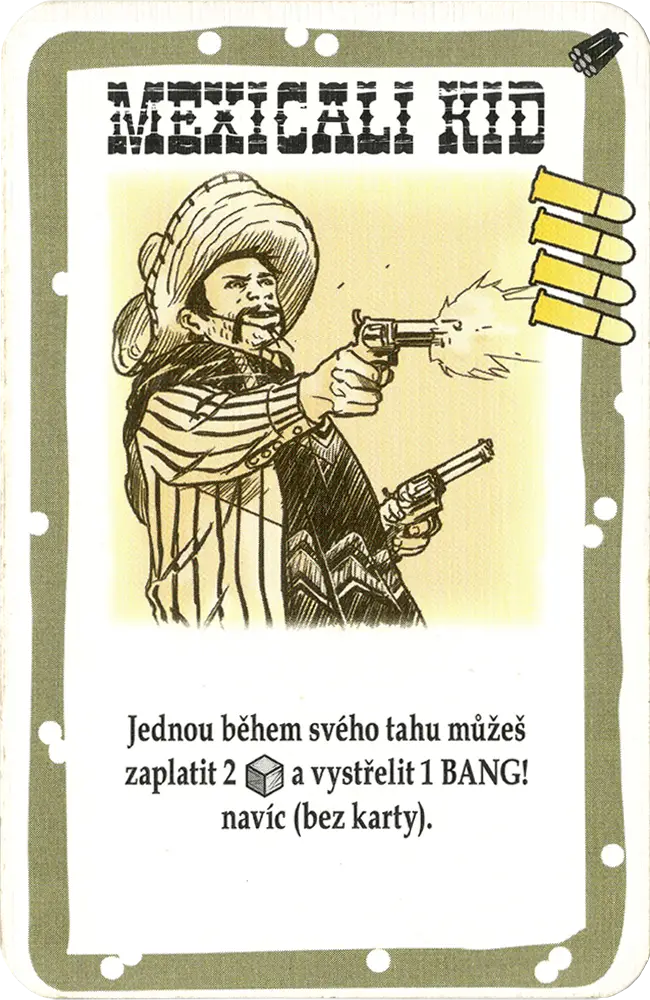 MEXICALI KID
Jednou během svého tahu můžeš
zaplatit 2 a vystřelit 1 BANG!
navíc (bez karty).